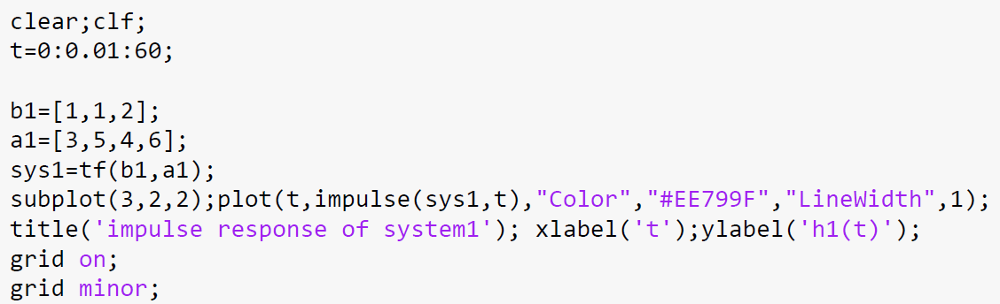 clear;clf;
t=0:0.01:60;
b1=[1,1,2];
a1=[3,5,4,6];
sys1=tf(b1,a1);
subplot(3,2,2);plot(t,impulse(sys1,t),"Color","#EE799F","LineWidth",1);
title('impulse response of system1'); xlabel('t');ylabel('h1(t)');
grid on;
grid minor;